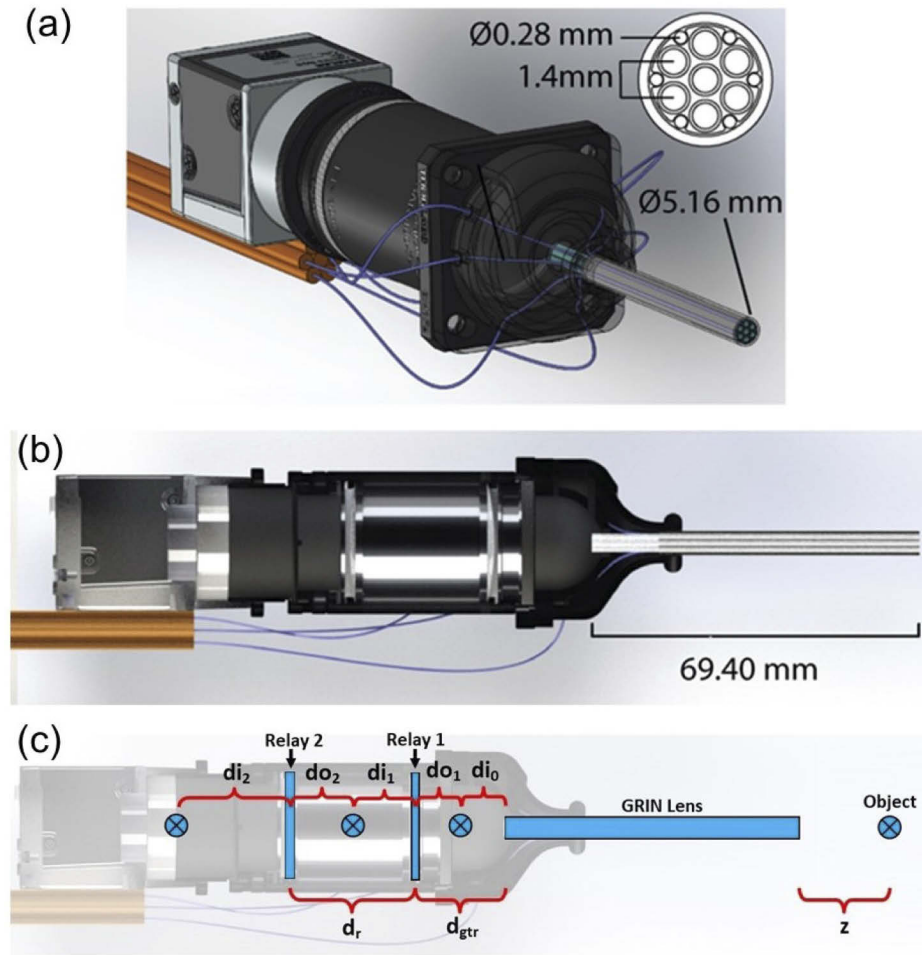 (a)
Ø0.28 mm
1.4mm
Ø5.16 mm
(b)
69.40 mm
(c)
Relay 2 Relay 1
di₂ do₂ di₁ do₁ di₀
GRIN Lens
Object
dᵣ d_gtr z